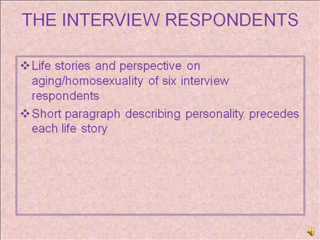 THE INTERVIEW RESPONDENTS
❖Life stories and perspective on
aging/homosexuality of six interview
respondents
❖Short paragraph describing personality precedes
each life story